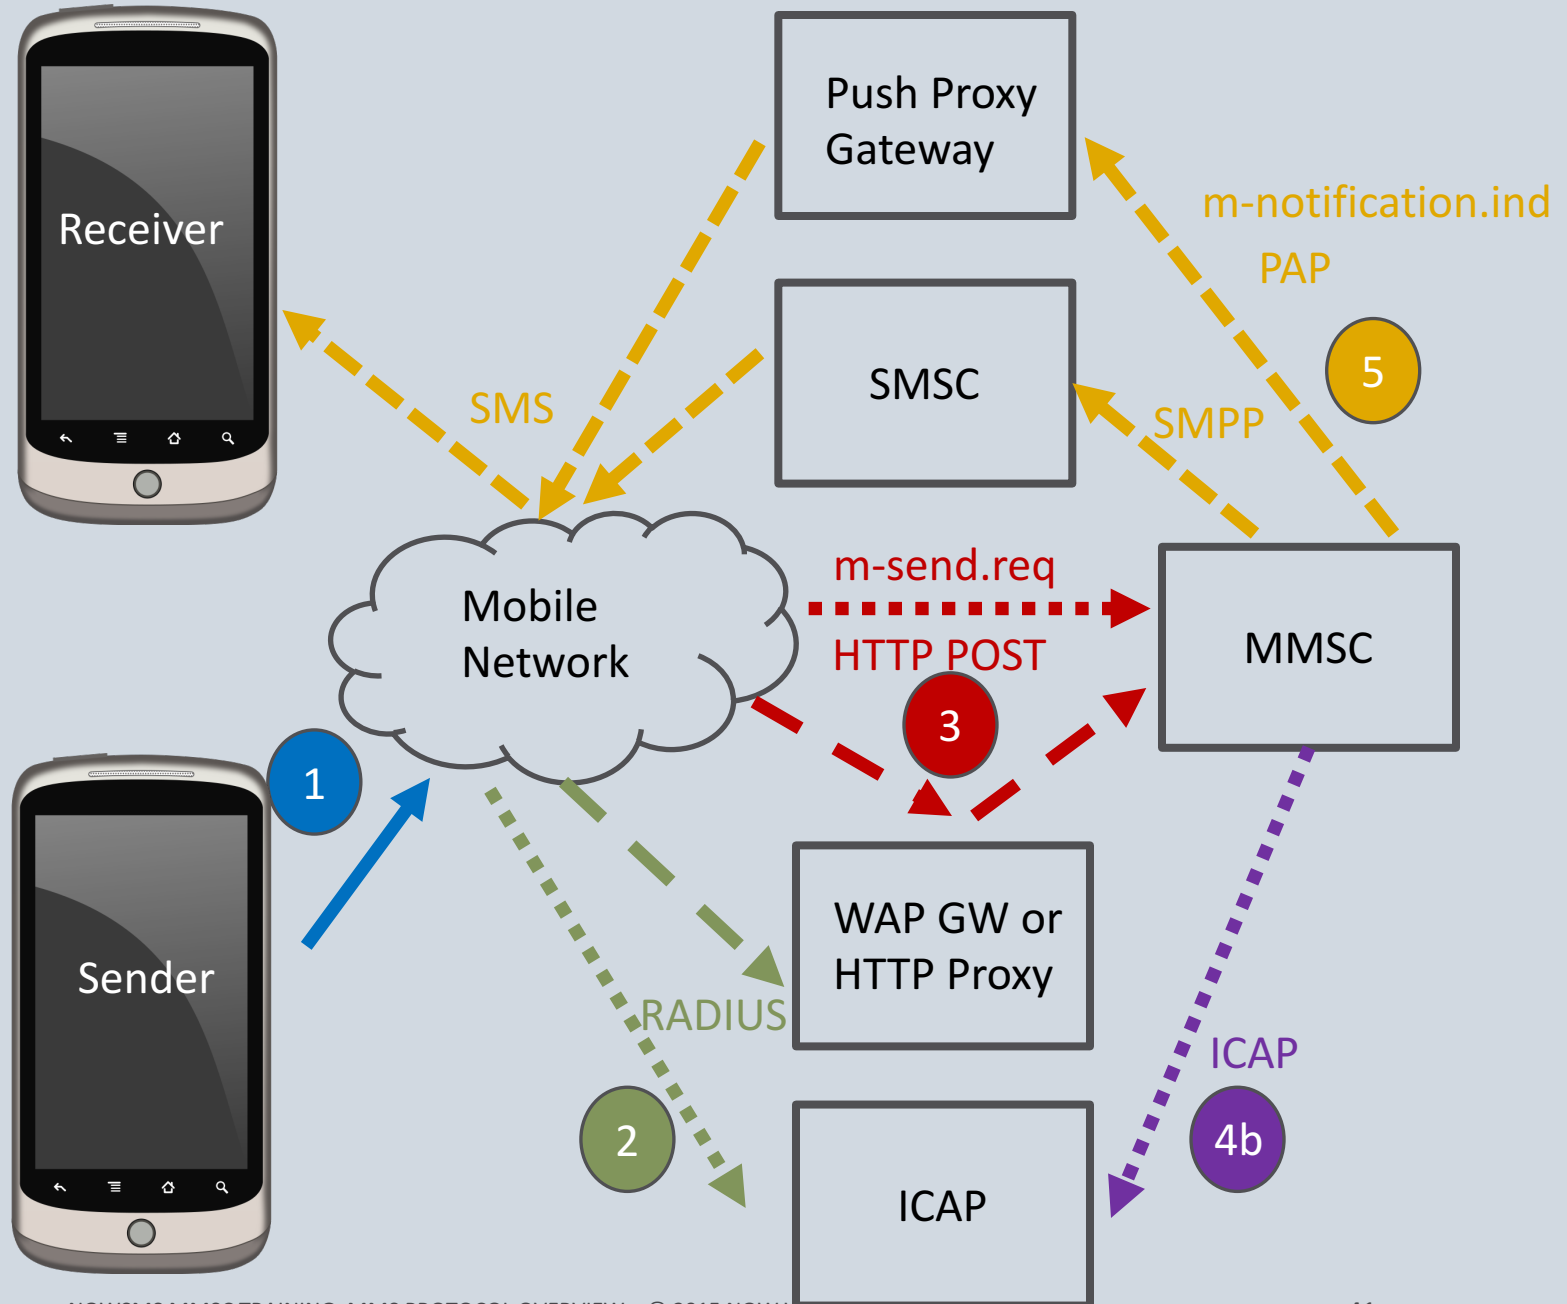 Push Proxy
Gateway
m-notification.ind
PAP
Receiver
5
SMSC
SMS
SMPP
m-send.req
Mobile
Network
HTTP POST
MMSC
3
1
WAP GW or
HTTP Proxy
Sender
RADIUS
ICAP
2
4b
ICAP